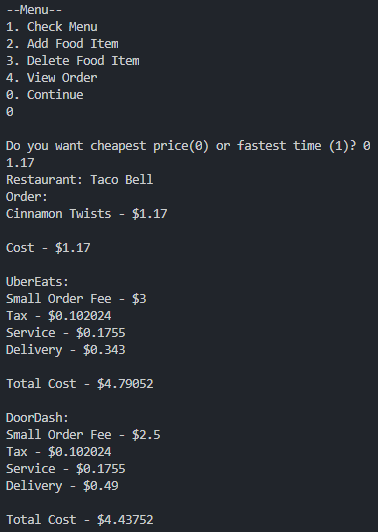 --Menu--
1. Check Menu
2. Add Food Item
3. Delete Food Item
4. View Order
0. Continue
0
Do you want cheapest price(0) or fastest time (1)? 0
1.17
Restaurant: Taco Bell
Order:
Cinnamon Twists - $1.17
Cost - $1.17
UberEats:
Small Order Fee - $3
Tax - $0.102024
Service - $0.1755
Delivery - $0.343
Total Cost - $4.79052
DoorDash:
Small Order Fee - $2.5
Tax - $0.102024
Service - $0.1755
Delivery - $0.49
Total Cost - $4.43752